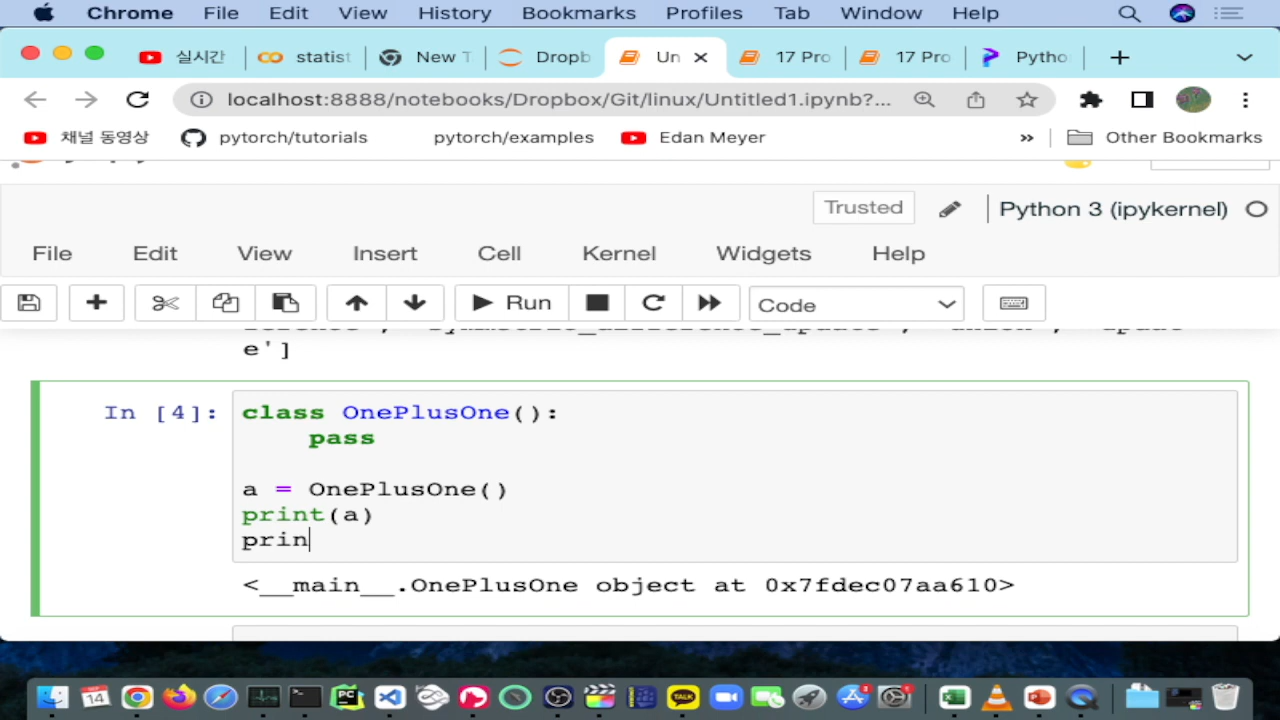 Chrome File Edit View History Bookmarks Profiles Tab Window Help
실시간 statist New T Dropb Un 17 Pro 17 Pro Pytho
localhost:8888/notebooks/Dropbox/Git/linux/Untitled1.ipynb?...
채널 동영상 pytorch/tutorials pytorch/examples Edan Meyer » Other Bookmarks
Trusted Python 3 (ipykernel)
File Edit View Insert Cell Kernel Widgets Help
Run Code
e']
In [4]: class OnePlusOne():
pass
a = OnePlusOne()
print(a)
prin
<__main__.OnePlusOne object at 0x7fdec07aa610>
14 PC TALK